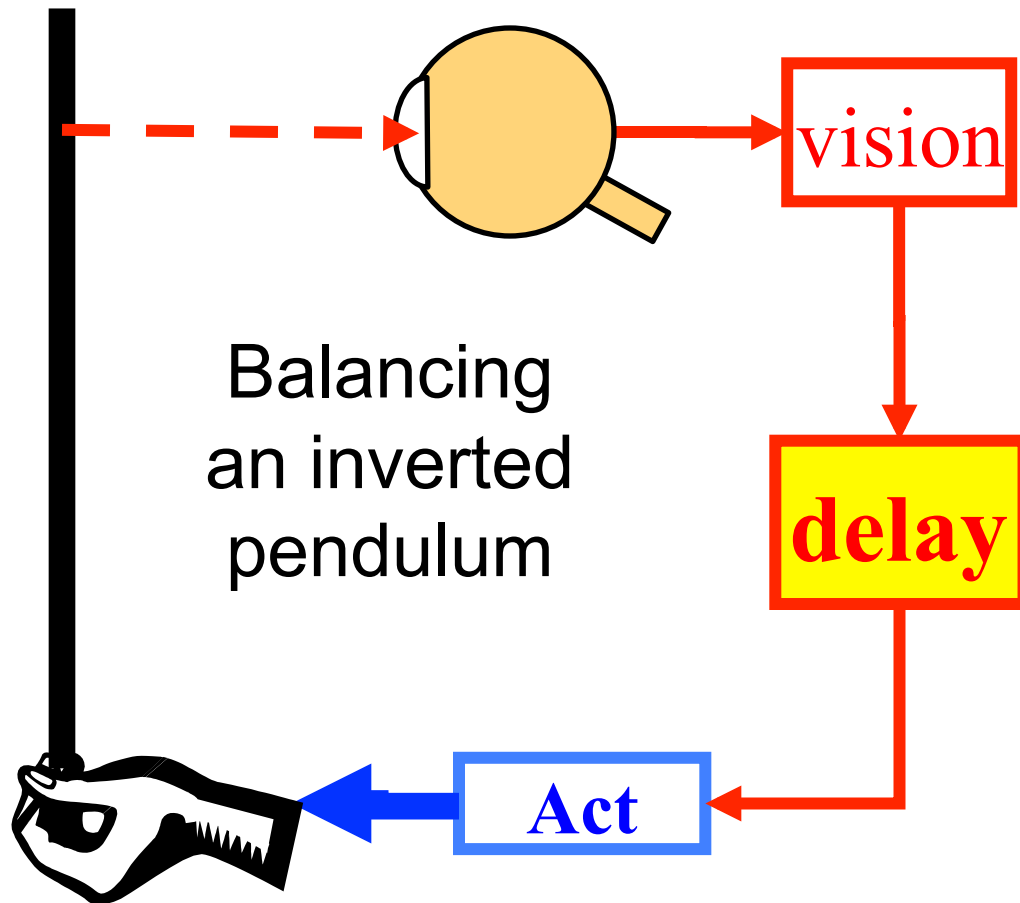 vision
Balancing
an inverted
pendulum
delay
Act